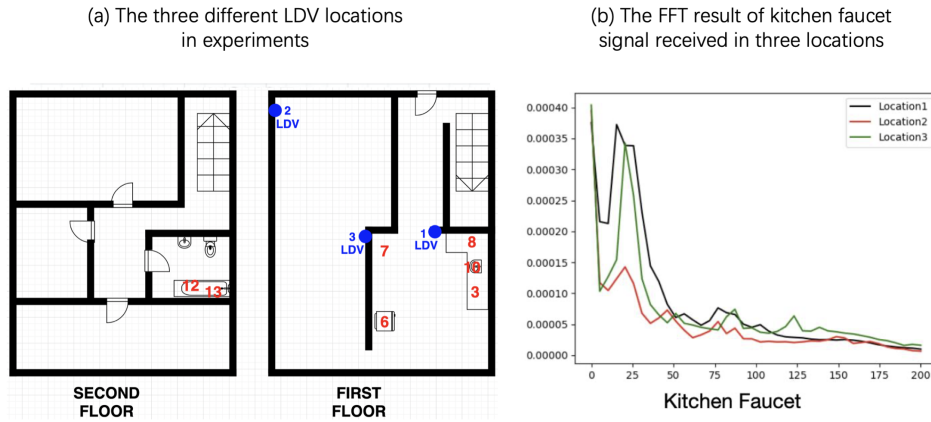 (a) The three different LDV locations
in experiments
(b) The FFT result of kitchen faucet
signal received in three locations
2
LDV
3
LDV
1
LDV
8
7
3
6
12
13
SECOND
FLOOR
FIRST
FLOOR
0.00040
0.00035
0.00030
0.00025
0.00020
0.00015
0.00010
0.00005
0.00000
Location1
Location2
Location3
0
25
50
75
100
125
150
175
200
Kitchen Faucet